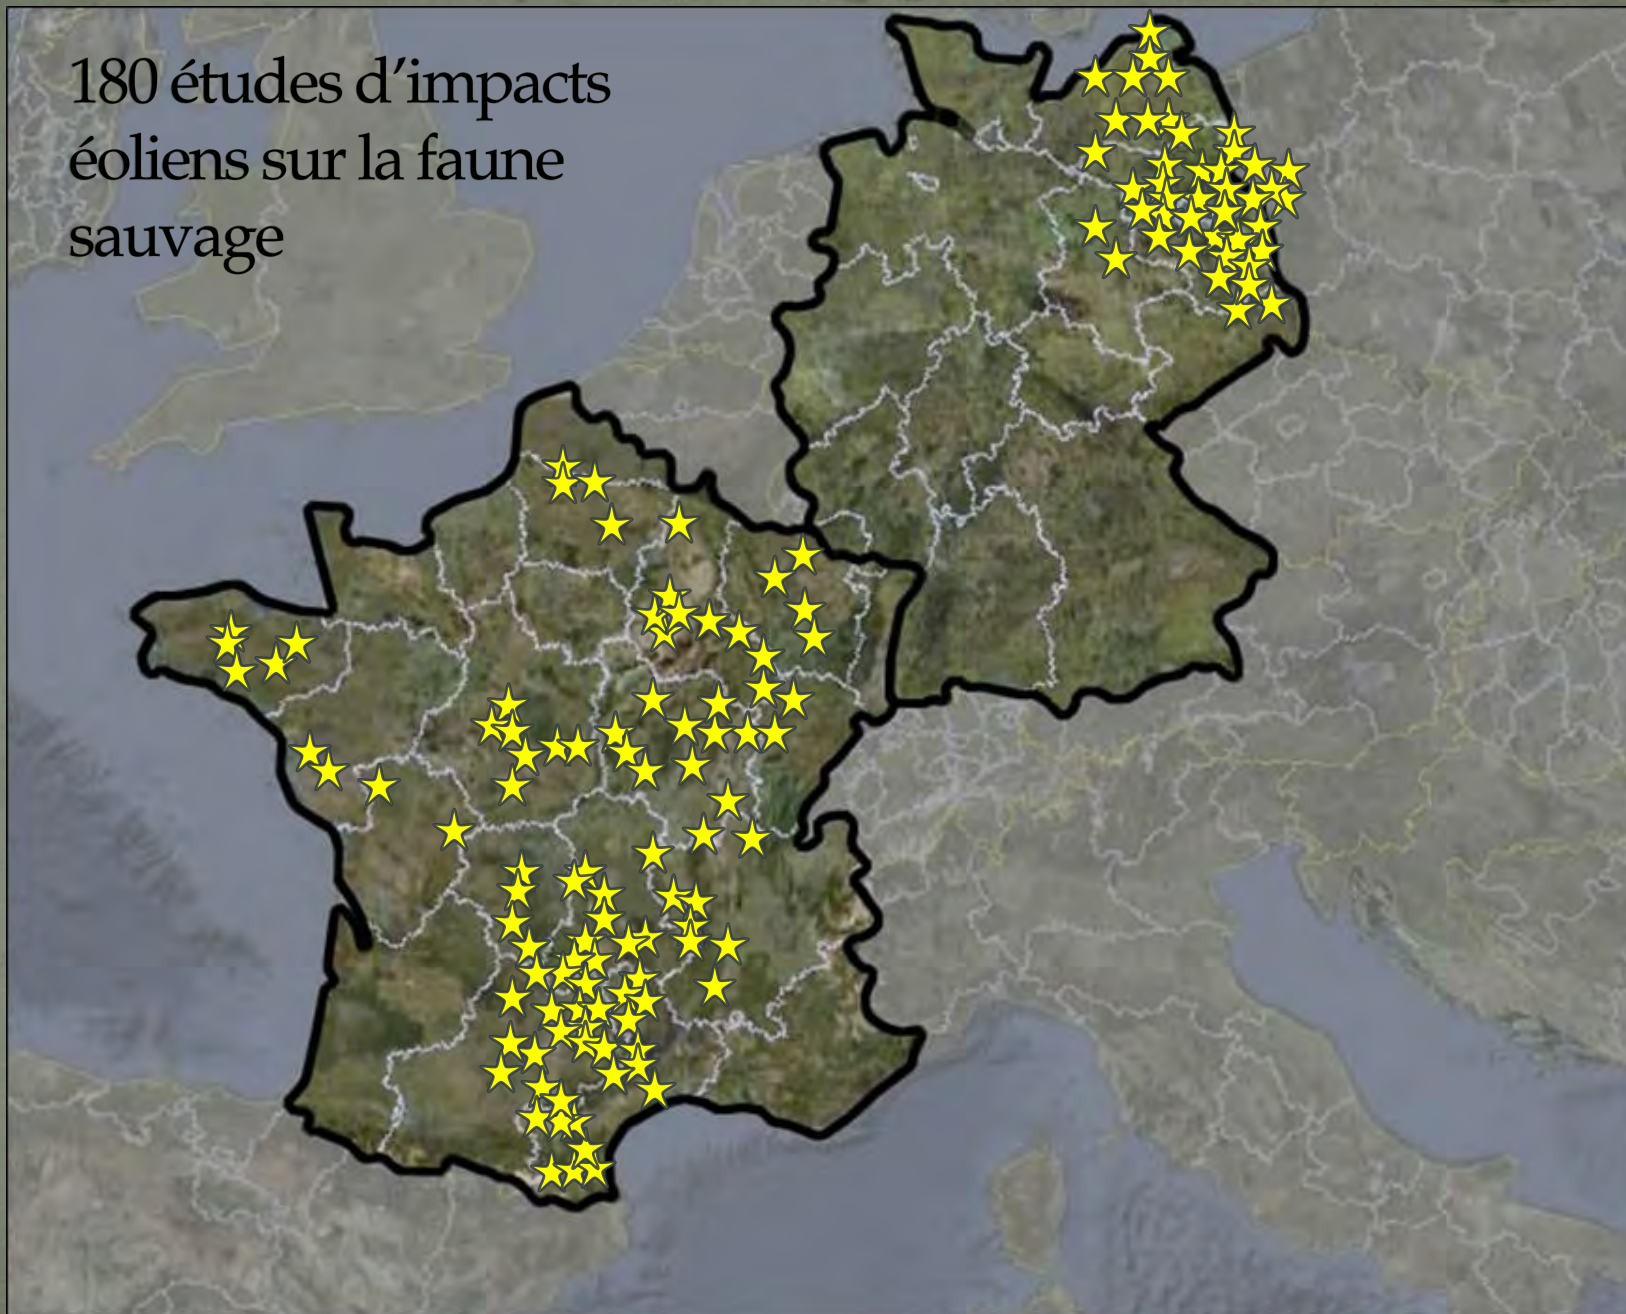 180 études d’impacts
éoliens sur la faune
sauvage